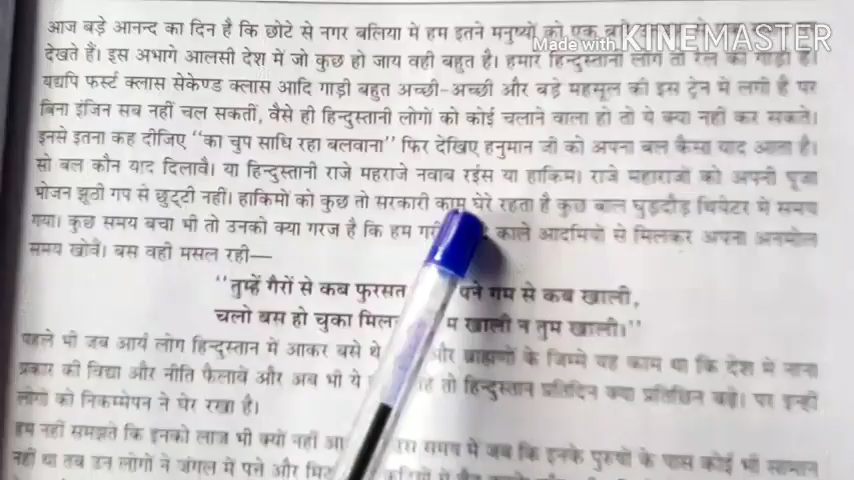 आज बड़े आनन्द का दिन है कि छोटे से नगर बलिया में हम इतने मनुष्यों को एक
Made with KINEMASTER
देखते हैं। इस अभागे आलसी देश में जो कुछ हो जाय वही बहुत है। हमारे हिन्दुस्तानी लोग तो रेल की गाड़ी हैं।
यद्यपि फर्स्ट क्लास सेकेण्ड क्लास आदि गाड़ी बहुत अच्छी-अच्छी और बड़े महसूल की इस ट्रेन में लगी है पर
बिना इंजिन सब नहीं चल सकतीं, वैसे ही हिन्दुस्तानी लोगों को कोई चलाने वाला हो तो ये क्या नहीं कर सकते।
इनसे इतना कह दीजिए “का चुप साधि रहा बलवाना” फिर देखिए हनुमान जी को अपना बल कैसा याद आता है।
सो बल कौन याद दिलावै। या हिन्दुस्तानी राजे महराजे नवाब रईस या हाकिम। राजे महाराजों को अपनी पूजा
भोजन झूठी गप से छुट्टी नहीं। हाकिमों को कुछ तो सरकारी काम घेरे रहता है कुछ बाल घुड़दौड़ थियेटर में समय
गया। कुछ समय बचा भी तो उनको क्या गरज है कि हम काले आदमियों से मिलकर अपना अनमोल
समय खोवैं। बस वही मसल रही—
“तुम्हें गैरों से कब फुरसत गम से कब खाली,
चलो बस हो चुका खाली न तुम खाली।”
पहले भी जब आर्य लोग हिन्दुस्तान में आकर बसे थे और ब्राह्मणों के जिम्मे यह काम था कि देश में नाना
प्रकार की विद्या और नीति फैलावें और अब भी ये तो हिन्दुस्तान प्रतिदिन क्या प्रतिछिन बढ़ै। पर इन्हीं
लोगों को निकम्मेपन ने घेर रखा है।
हम नहीं समझते कि इनको लाज भी क्यों नहीं समय में जब कि इनके पुरुषों के पास कोई भी सामान
नहीं था तब उन लोगों ने जंगल में पत्ते और